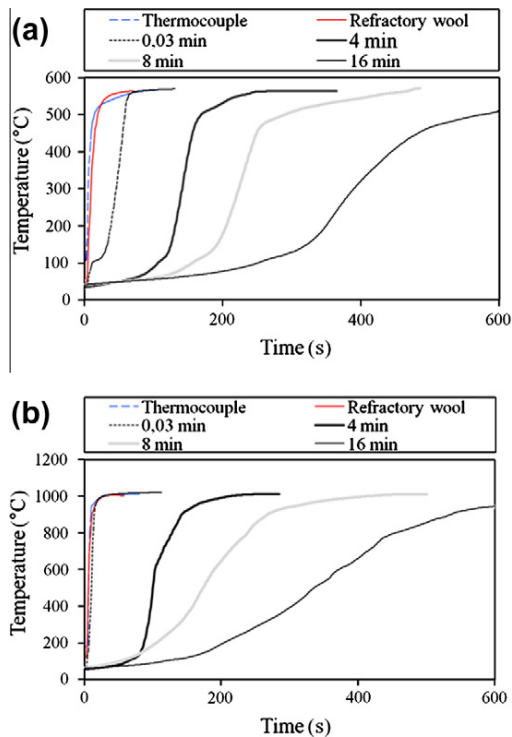 (a)
Thermocouple Refractory wool
0,03 min 4 min
8 min 16 min
600
500
400
300
200
100
0
Temperature (°C)
0 200 400 600
Time (s)
(b)
Thermocouple Refractory wool
0,03 min 4 min
8 min 16 min
1200
1000
800
600
400
200
0
Temperature (°C)
0 200 400 600
Time (s)